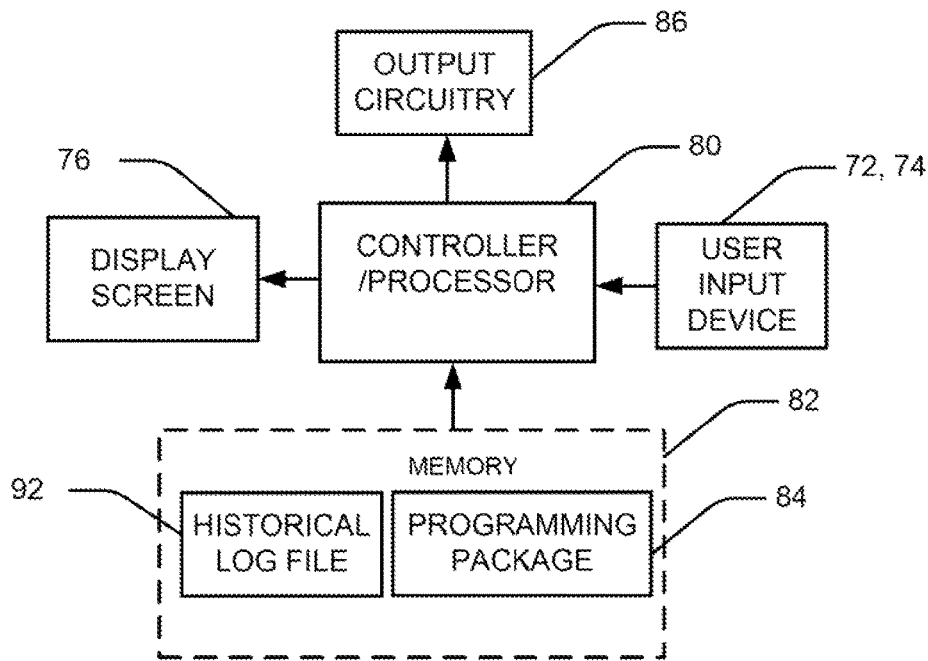 86
OUTPUT
CIRCUITRY
76
80
72, 74
DISPLAY
SCREEN
CONTROLLER
/PROCESSOR
USER
INPUT
DEVICE
82
MEMORY
92
HISTORICAL
LOG FILE
PROGRAMMING
PACKAGE
84